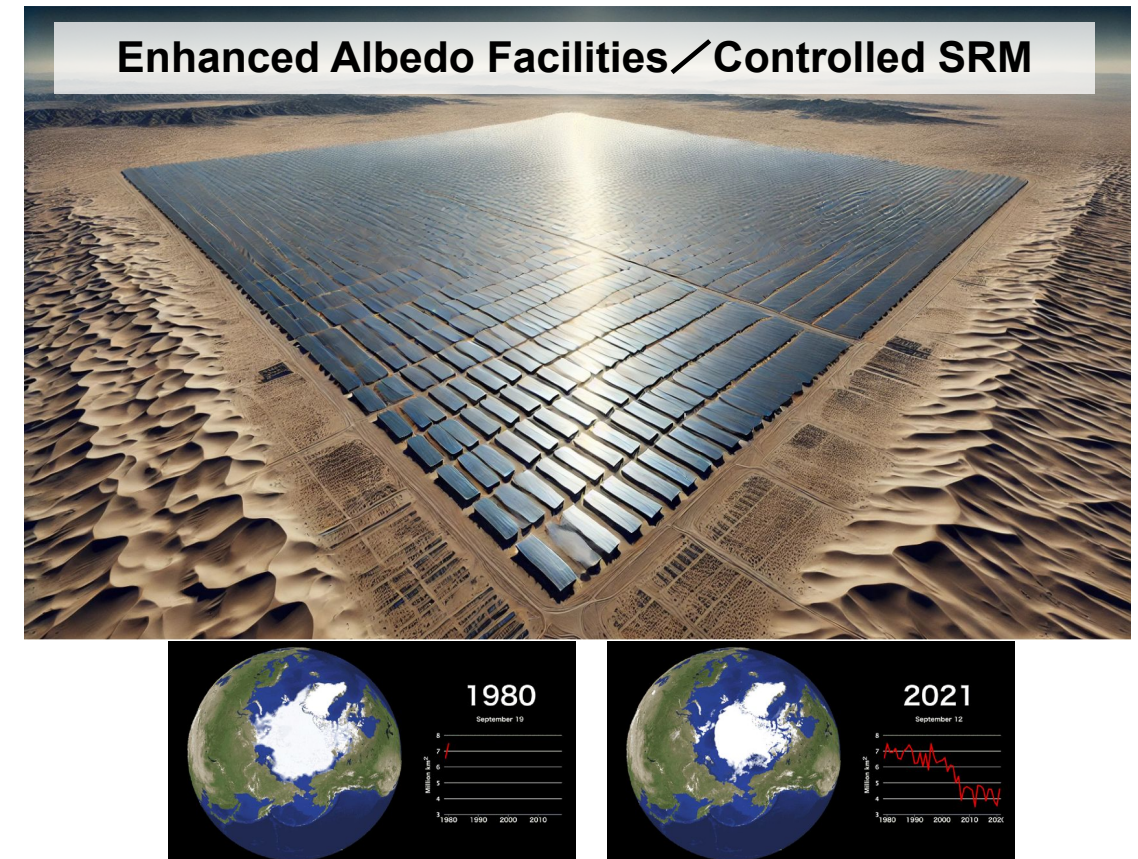 Enhanced Albedo Facilities／Controlled SRM
1980
September 19
8
7
6
5
4
3
Million km²
1980 1990 2000 2010
2021
September 12
8
7
6
5
4
3
Million km²
1980 1990 2000 2010 2020